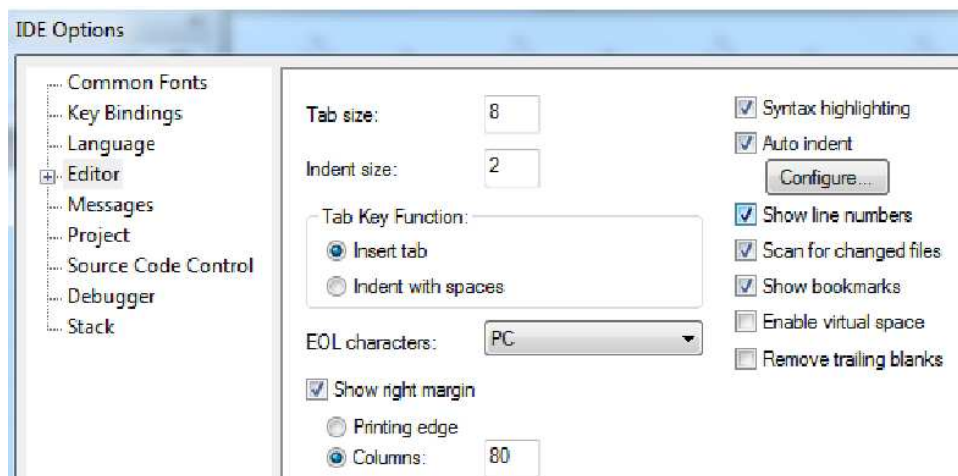 IDE Options
Common Fonts
Key Bindings
Language
Editor
Messages
Project
Source Code Control
Debugger
Stack
Tab size: 8
Indent size: 2
Tab Key Function:
Insert tab
Indent with spaces
EOL characters: PC
Show right margin
Printing edge
Columns: 80
Syntax highlighting
Auto indent
Configure...
Show line numbers
Scan for changed files
Show bookmarks
Enable virtual space
Remove trailing blanks